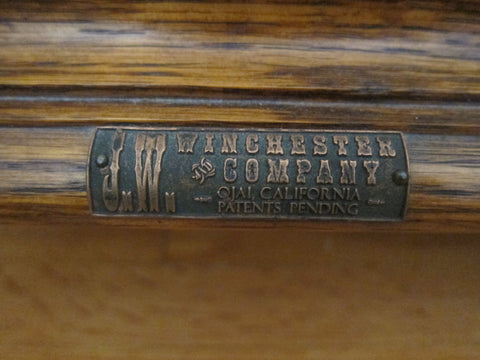 J.W. WINCHESTER
& COMPANY
OJAI, CALIFORNIA
PATENTS PENDING